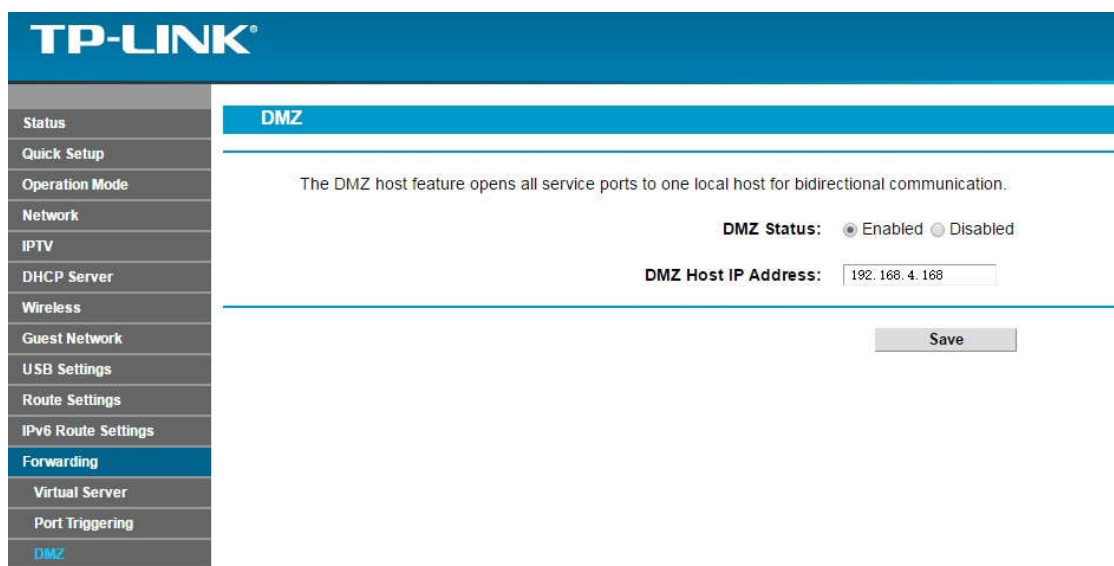 TP-LINK®
Status
Quick Setup
Operation Mode
Network
IPTV
DHCP Server
Wireless
Guest Network
USB Settings
Route Settings
IPv6 Route Settings
Forwarding
Virtual Server
Port Triggering
DMZ
DMZ
The DMZ host feature opens all service ports to one local host for bidirectional communication.
DMZ Status: Enabled Disabled
DMZ Host IP Address: 192.168.4.168
Save